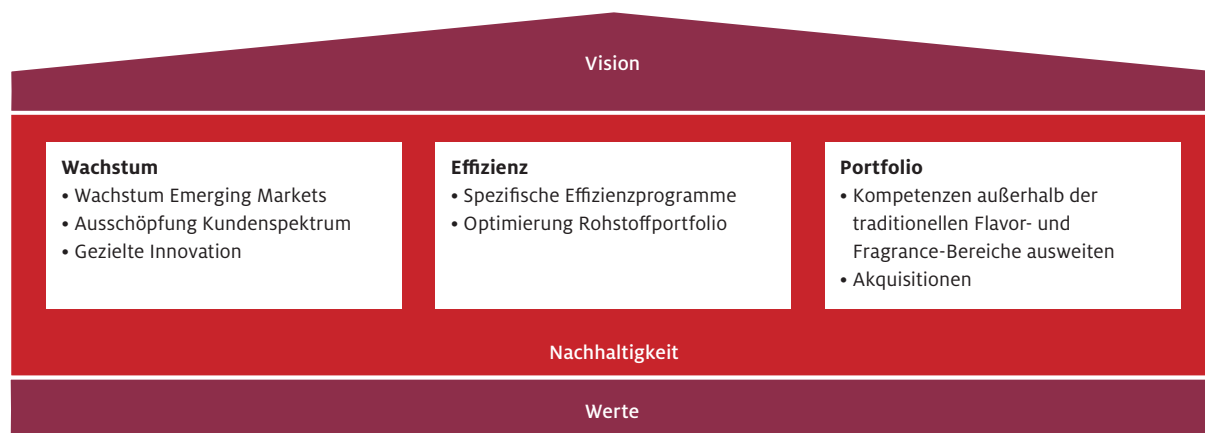 Vision
Wachstum
• Wachstum Emerging Markets
• Ausschöpfung Kundenspektrum
• Gezielte Innovation
Effizienz
• Spezifische Effizienzprogramme
• Optimierung Rohstoffportfolio
Portfolio
• Kompetenzen außerhalb der
traditionellen Flavor- und
Fragrance-Bereiche ausweiten
• Akquisitionen
Nachhaltigkeit
Werte